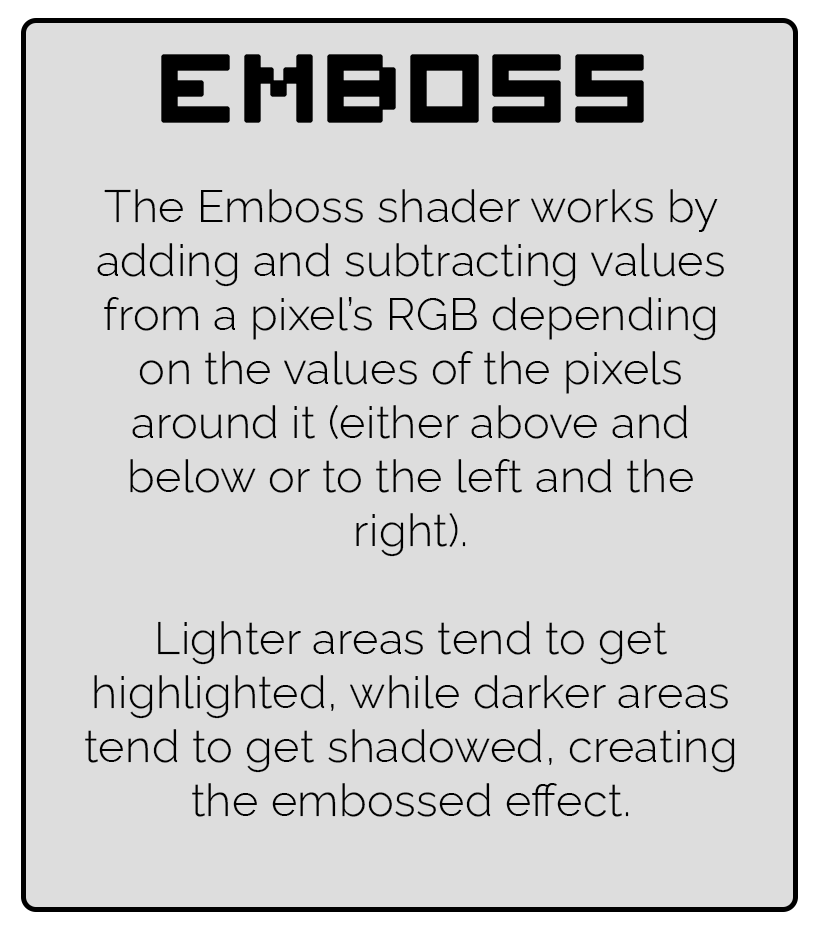 EMBOSS
The Emboss shader works by
adding and subtracting values
from a pixel’s RGB depending
on the values of the pixels
around it (either above and
below or to the left and the
right).
Lighter areas tend to get
highlighted, while darker areas
tend to get shadowed, creating
the embossed effect.